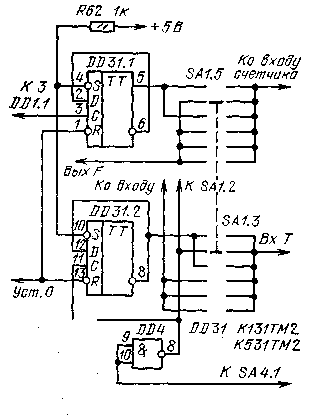 R62 1к
+5В
DD31.1
К 3
DD1.1
4
2
3
1
S
D
C
R
TT
5
6
SA1.5
Ко входу
счетчика
Вых F
Ко входу
К SA1.2
DD31.2
SA1.3
10
12
11
13
S
D
C
R
TT
8
Вх T
Уст. 0
DD4
9
10
&
8
DD31 К131ТМ2
К531ТМ2
К SA4.1